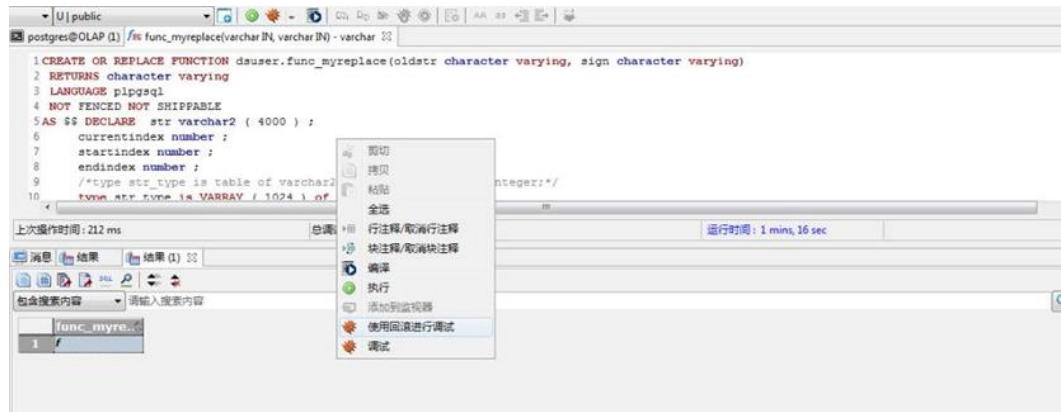 U | public
postgres@OLAP (1) func_myreplace(varchar IN, varchar IN) - varchar
1 CREATE OR REPLACE FUNCTION dsuser.func_myreplace(oldstr character varying, sign character varying)
2 RETURNS character varying
3 LANGUAGE plpgsql
4 NOT FENCED NOT SHIPPABLE
5 AS $$ DECLARE str varchar2 ( 4000 ) ;
6 currentindex number ;
7 startindex number ;
8 endindex number ;
9 /*type str_type is table of varchar2 nteger;*/
10 type str_type is VARRAY ( 1024 ) of
剪切
拷贝
粘贴
全选
行注释/取消行注释
块注释/取消块注释
编译
执行
添加到监视器
使用回滚进行调试
调试
上次操作时间 : 212 ms 运行时间 : 1 mins, 16 sec
消息 结果 结果 (1)
包含搜索内容 请输入搜索内容
func_myre..
1 f